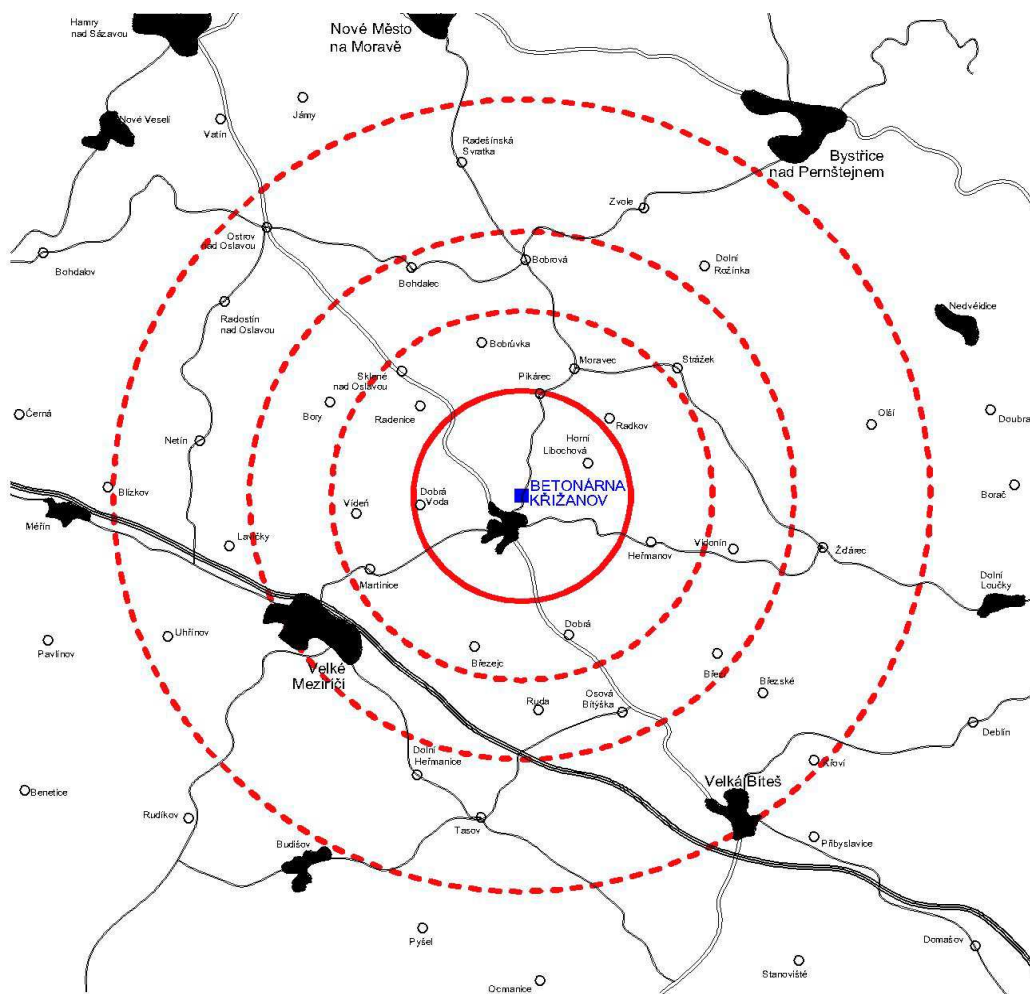 Hamry
nad Sázavou
Nové Město
na Moravě
Jámy
Nové Veselí
Vatín
Radešínská
Svratka
Bystřice
nad Pernštejnem
Zvole
Ostrov
nad Oslavou
Bohdalov
Bohdalec
Bobrová
Dolní
Rožínka
Radostín
nad Oslavou
Nedvědice
Bobrůvka
Moravec
Strážek
Sklené
nad Oslavou
Pikárec
Bory
Radenice
Radkov
Olší
Černá
Doubra
Netín
Horní
Libochová
BETONÁRNA
KŘIŽANOV
Blízkov
Dobrá
Voda
Borač
Vídeň
Měřín
Lavičky
Heřmanov
Vidonín
Žďárec
Martinice
Dolní
Loučky
Uhřínov
Pavlínov
Dobrá
Březejc
Velké
Meziříčí
Březí
Březské
Ruda
Osová
Bítýška
Deblín
Dolní
Heřmanice
Křoví
Velká Bíteš
Benetice
Rudíkov
Tasov
Budišov
Přibyslavice
Pyšel
Domašov
Stanoviště
Ocmanice